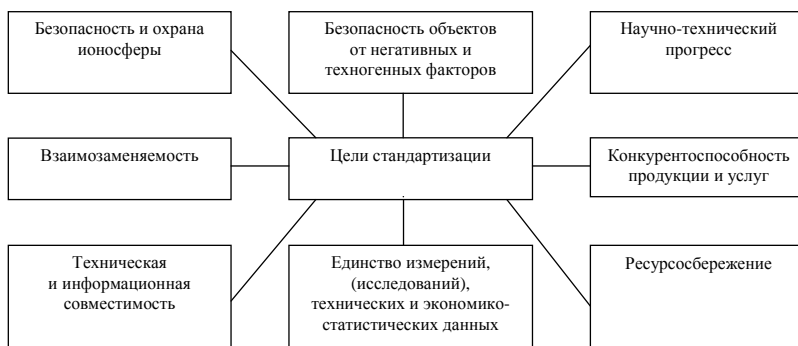 Безопасность и охрана
ионосферы
Безопасность объектов
от негативных и
техногенных факторов
Научно-технический
прогресс
Взаимозаменяемость
Цели стандартизации
Конкурентоспособность
продукции и услуг
Техническая
и информационная
совместимость
Единство измерений,
(исследований),
технических и экономико-
статистических данных
Ресурсосбережение